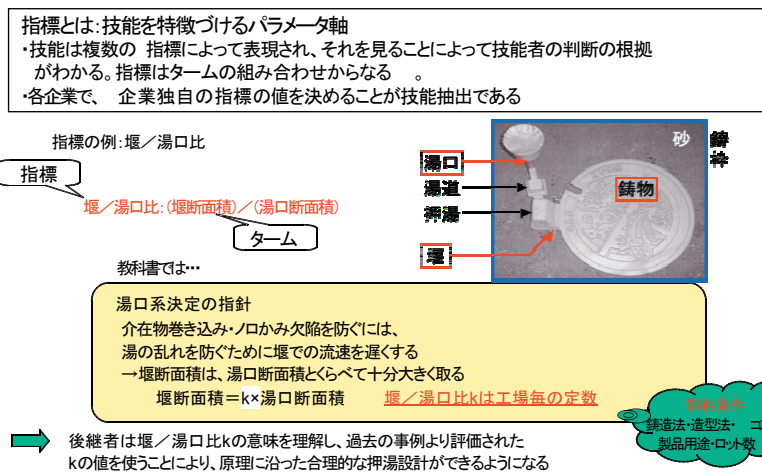 指標とは:技能を特徴づけるパラメータ軸
・技能は複数の 指標によって表現され、それを見ることによって技能者の判断の根拠
がわかる。指標はタームの組み合わせからなる 。
・各企業で、 企業独自の指標の値を決めることが技能抽出である
指標の例:堰/湯口比
指標
堰/湯口比:(堰断面積)/(湯口断面積)
ターム
湯口
湯道
押湯
堰
砂
鋳物
鋳枠
教科書では…
湯口系決定の指針
介在物巻き込み・ノロかみ欠陥を防ぐには、
湯の乱れを防ぐために堰での流速を遅くする
→堰断面積は、湯口断面積とくらべて十分大きく取る
堰断面積=k×湯口断面積 堰/湯口比kは工場毎の定数
制約条件
鋳造法・造型法・ コ
製品用途・ロット数
後継者は堰/湯口比kの意味を理解し、過去の事例より評価された
kの値を使うことにより、原理に沿った合理的な押湯設計ができるようになる